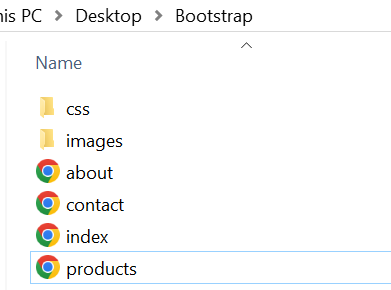 his PC > Desktop > Bootstrap
Name
css
images
about
contact
index
products